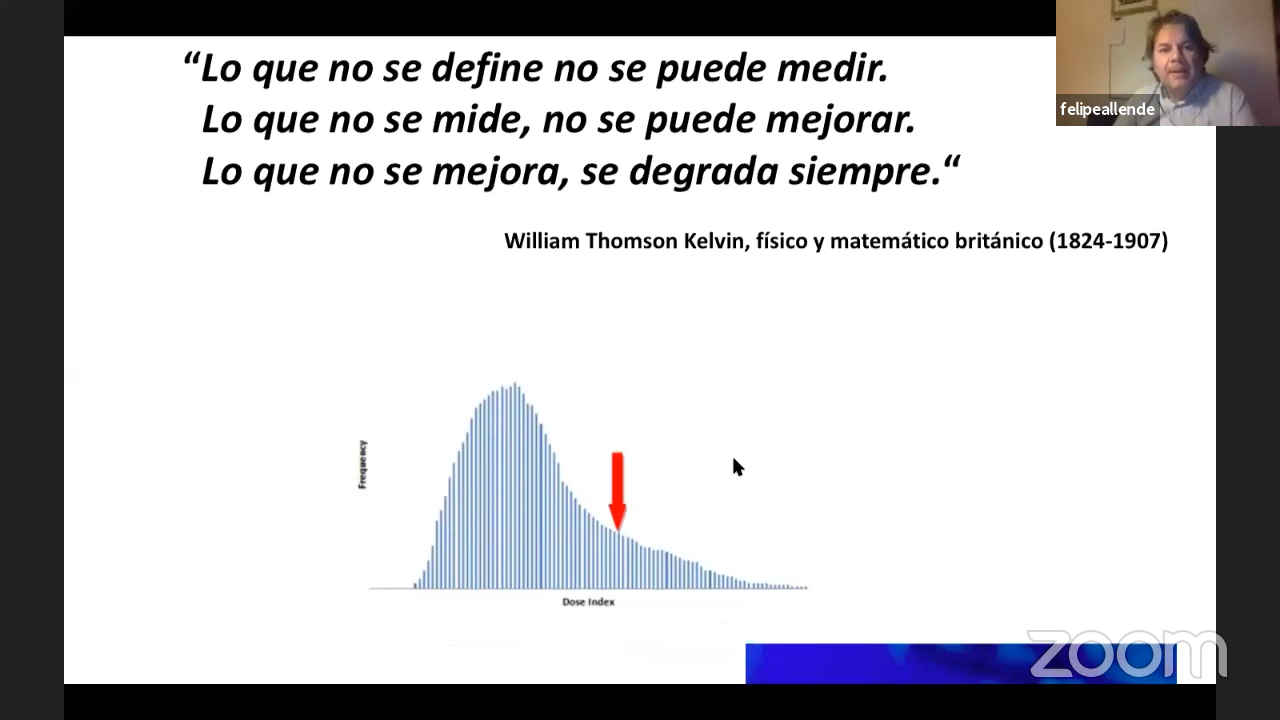 “Lo que no se define no se puede medir.
Lo que no se mide, no se puede mejorar.
Lo que no se mejora, se degrada siempre.“
felipeallende
William Thomson Kelvin, físico y matemático británico (1824-1907)
Frequency
Dose Index
zoom